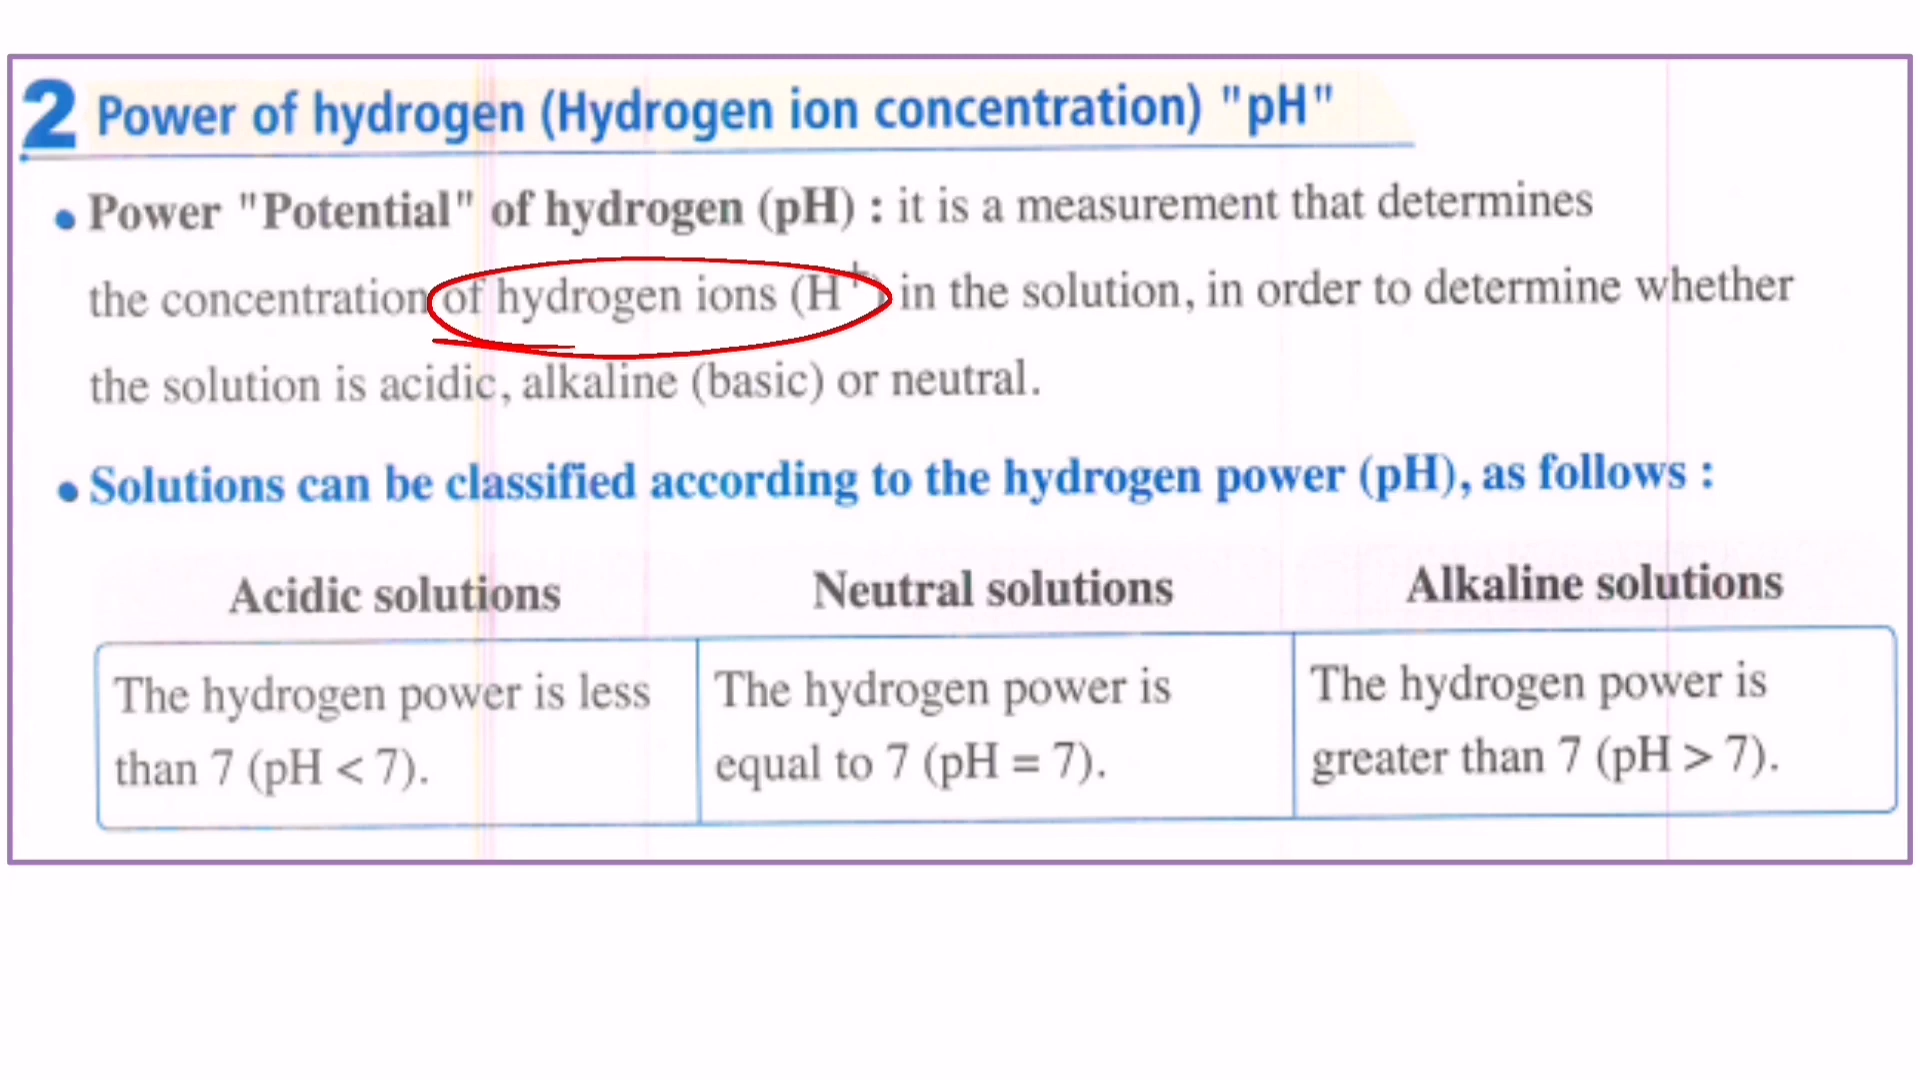 2 Power of hydrogen (Hydrogen ion concentration) "pH"
• Power "Potential" of hydrogen (pH) : it is a measurement that determines
the concentration of hydrogen ions (H⁺) in the solution, in order to determine whether
the solution is acidic, alkaline (basic) or neutral.
• Solutions can be classified according to the hydrogen power (pH), as follows :
Acidic solutions Neutral solutions Alkaline solutions
The hydrogen power is less
than 7 (pH < 7).
The hydrogen power is
equal to 7 (pH = 7).
The hydrogen power is
greater than 7 (pH > 7).